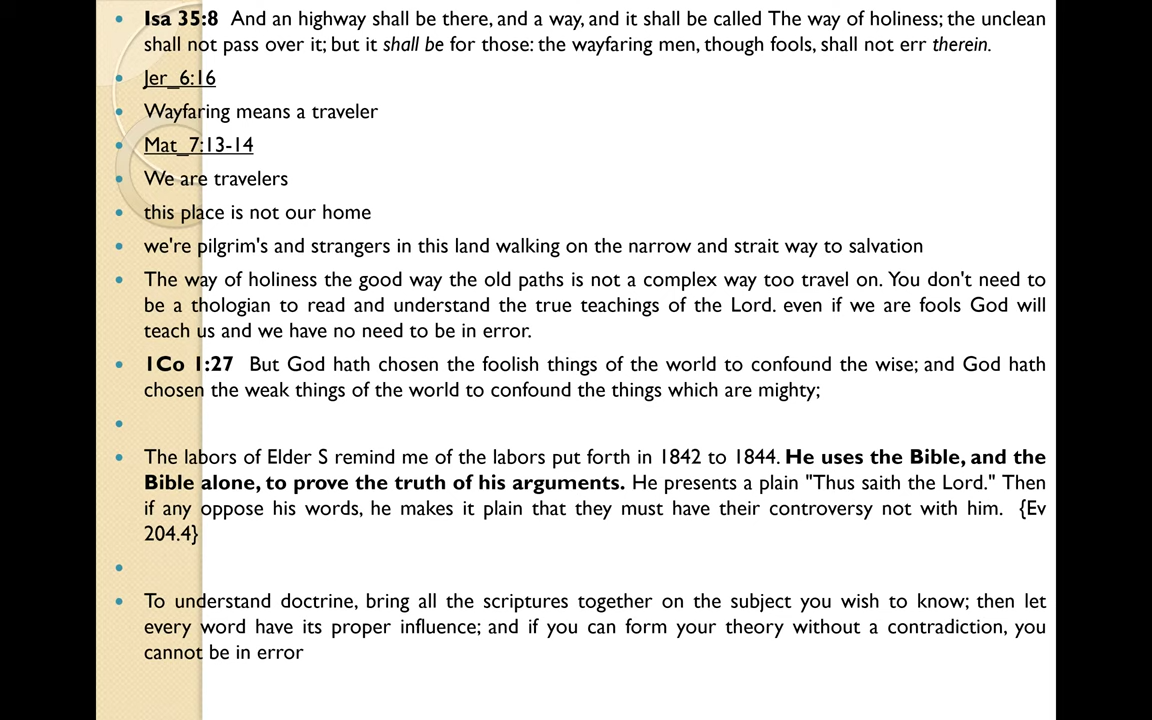 Isa 35:8 And an highway shall be there, and a way, and it shall be called The way of holiness; the unclean
shall not pass over it; but it shall be for those: the wayfaring men, though fools, shall not err therein.
Jer_6:16
Wayfaring means a traveler
Mat_7:13-14
We are travelers
this place is not our home
we're pilgrim's and strangers in this land walking on the narrow and strait way to salvation
The way of holiness the good way the old paths is not a complex way too travel on. You don't need to
be a thologian to read and understand the true teachings of the Lord. even if we are fools God will
teach us and we have no need to be in error.
1Co 1:27 But God hath chosen the foolish things of the world to confound the wise; and God hath
chosen the weak things of the world to confound the things which are mighty;
The labors of Elder S remind me of the labors put forth in 1842 to 1844. He uses the Bible, and the
Bible alone, to prove the truth of his arguments. He presents a plain "Thus saith the Lord." Then
if any oppose his words, he makes it plain that they must have their controversy not with him. {Ev
204.4}
To understand doctrine, bring all the scriptures together on the subject you wish to know; then let
every word have its proper influence; and if you can form your theory without a contradiction, you
cannot be in error